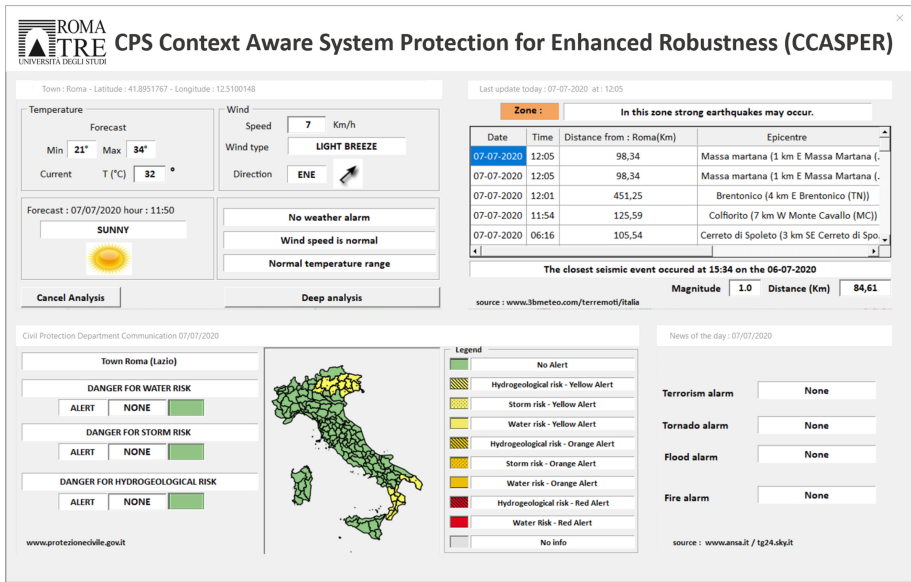 ROMA
TRE
UNIVERSITÀ DEGLI STUDI
CPS Context Aware System Protection for Enhanced Robustness (CCASPER)
Town : Roma - Latitude : 41.8951767 - Longitude : 12.5100148
Temperature
Forecast
Min 21° Max 34°
Current T (°C) 32 °
Wind
Speed 7 Km/h
Wind type LIGHT BREEZE
Direction ENE
Forecast : 07/07/2020 hour : 11:50
SUNNY
No weather alarm
Wind speed is normal
Normal temperature range
Cancel Analysis
Deep analysis
Last update today : 07-07-2020 at : 12:05
Zone : In this zone strong earthquakes may occur.
Date Time Distance from : Roma(Km) Epicentre
07-07-2020 12:05 98,34 Massa martana (1 km E Massa Martana (.
07-07-2020 12:05 98,34 Massa martana (1 km E Massa Martana (.
07-07-2020 12:01 451,25 Brentonico (4 km E Brentonico (TN))
07-07-2020 11:54 125,59 Colfiorito (7 km W Monte Cavallo (MC))
07-07-2020 06:16 105,54 Cerreto di Spoleto (3 km SE Cerreto di Spo.
The closest seismic event occured at 15:34 on the 06-07-2020
Magnitude 1.0 Distance (Km) 84,61
source : www.3bmeteo.com/terremoti/italia
Civil Protection Department Communication 07/07/2020
Town Roma (Lazio)
DANGER FOR WATER RISK
ALERT NONE
DANGER FOR STORM RISK
ALERT NONE
DANGER FOR HYDROGEOLOGICAL RISK
ALERT NONE
www.protezionecivile.gov.it
Legend
No Alert
Hydrogeological risk - Yellow Alert
Storm risk - Yellow Alert
Water risk - Yellow Alert
Hydrogeological risk - Orange Alert
Storm risk - Orange Alert
Water risk - Orange Alert
Hydrogeological risk - Red Alert
Water Risk - Red Alert
No info
News of the day : 07/07/2020
Terrorism alarm None
Tornado alarm None
Flood alarm None
Fire alarm None
source : www.ansa.it / tg24.sky.it